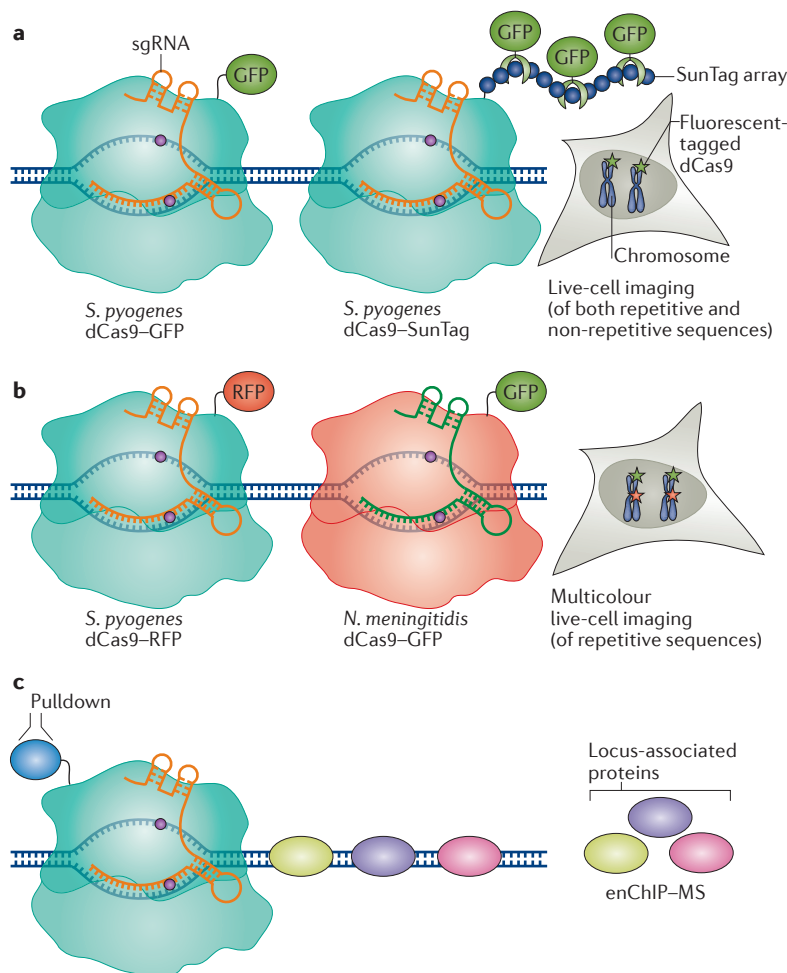 a
sgRNA
GFP
GFP
GFP
GFP
SunTag array
Fluorescent-
tagged
dCas9
Chromosome
S. pyogenes
dCas9–GFP
S. pyogenes
dCas9–SunTag
Live-cell imaging
(of both repetitive and
non-repetitive sequences)
b
RFP
GFP
S. pyogenes
dCas9–RFP
N. meningitidis
dCas9–GFP
Multicolour
live-cell imaging
(of repetitive sequences)
c
Pulldown
Locus-associated
proteins
enChIP–MS